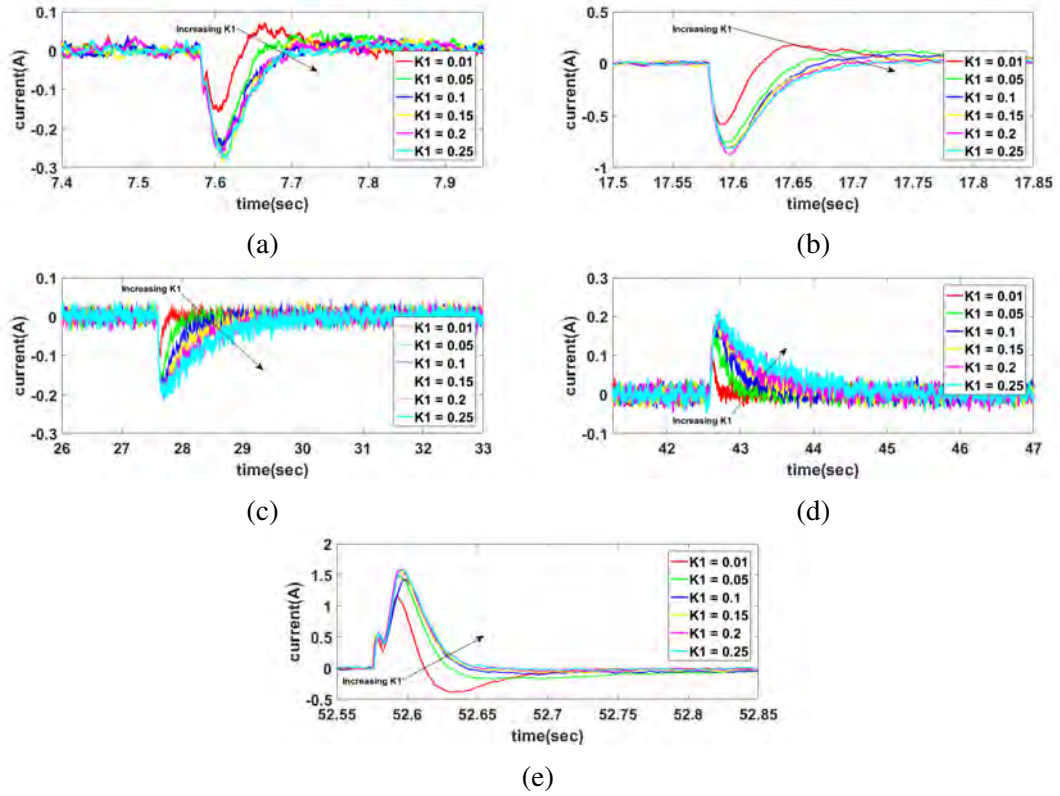 0.1
0
-0.1
-0.2
-0.3
current(A)
Increasing K1
K1 = 0.01
K1 = 0.05
K1 = 0.1
K1 = 0.15
K1 = 0.2
K1 = 0.25
7.4 7.5 7.6 7.7 7.8 7.9
time(sec)
(a)
0.5
0
-0.5
-1
current(A)
Increasing K1
K1 = 0.01
K1 = 0.05
K1 = 0.1
K1 = 0.15
K1 = 0.2
K1 = 0.25
17.5 17.55 17.6 17.65 17.7 17.75 17.8 17.85
time(sec)
(b)
0.1
0
-0.1
-0.2
-0.3
current(A)
Increasing K1
K1 = 0.01
K1 = 0.05
K1 = 0.1
K1 = 0.15
K1 = 0.2
K1 = 0.25
26 27 28 29 30 31 32 33
time(sec)
(c)
0.3
0.2
0.1
0
-0.1
current(A)
Increasing K1
K1 = 0.01
K1 = 0.05
K1 = 0.1
K1 = 0.15
K1 = 0.2
K1 = 0.25
42 43 44 45 46 47
time(sec)
(d)
2
1.5
1
0.5
0
-0.5
current(A)
Increasing K1
K1 = 0.01
K1 = 0.05
K1 = 0.1
K1 = 0.15
K1 = 0.2
K1 = 0.25
52.55 52.6 52.65 52.7 52.75 52.8 52.85
time(sec)
(e)